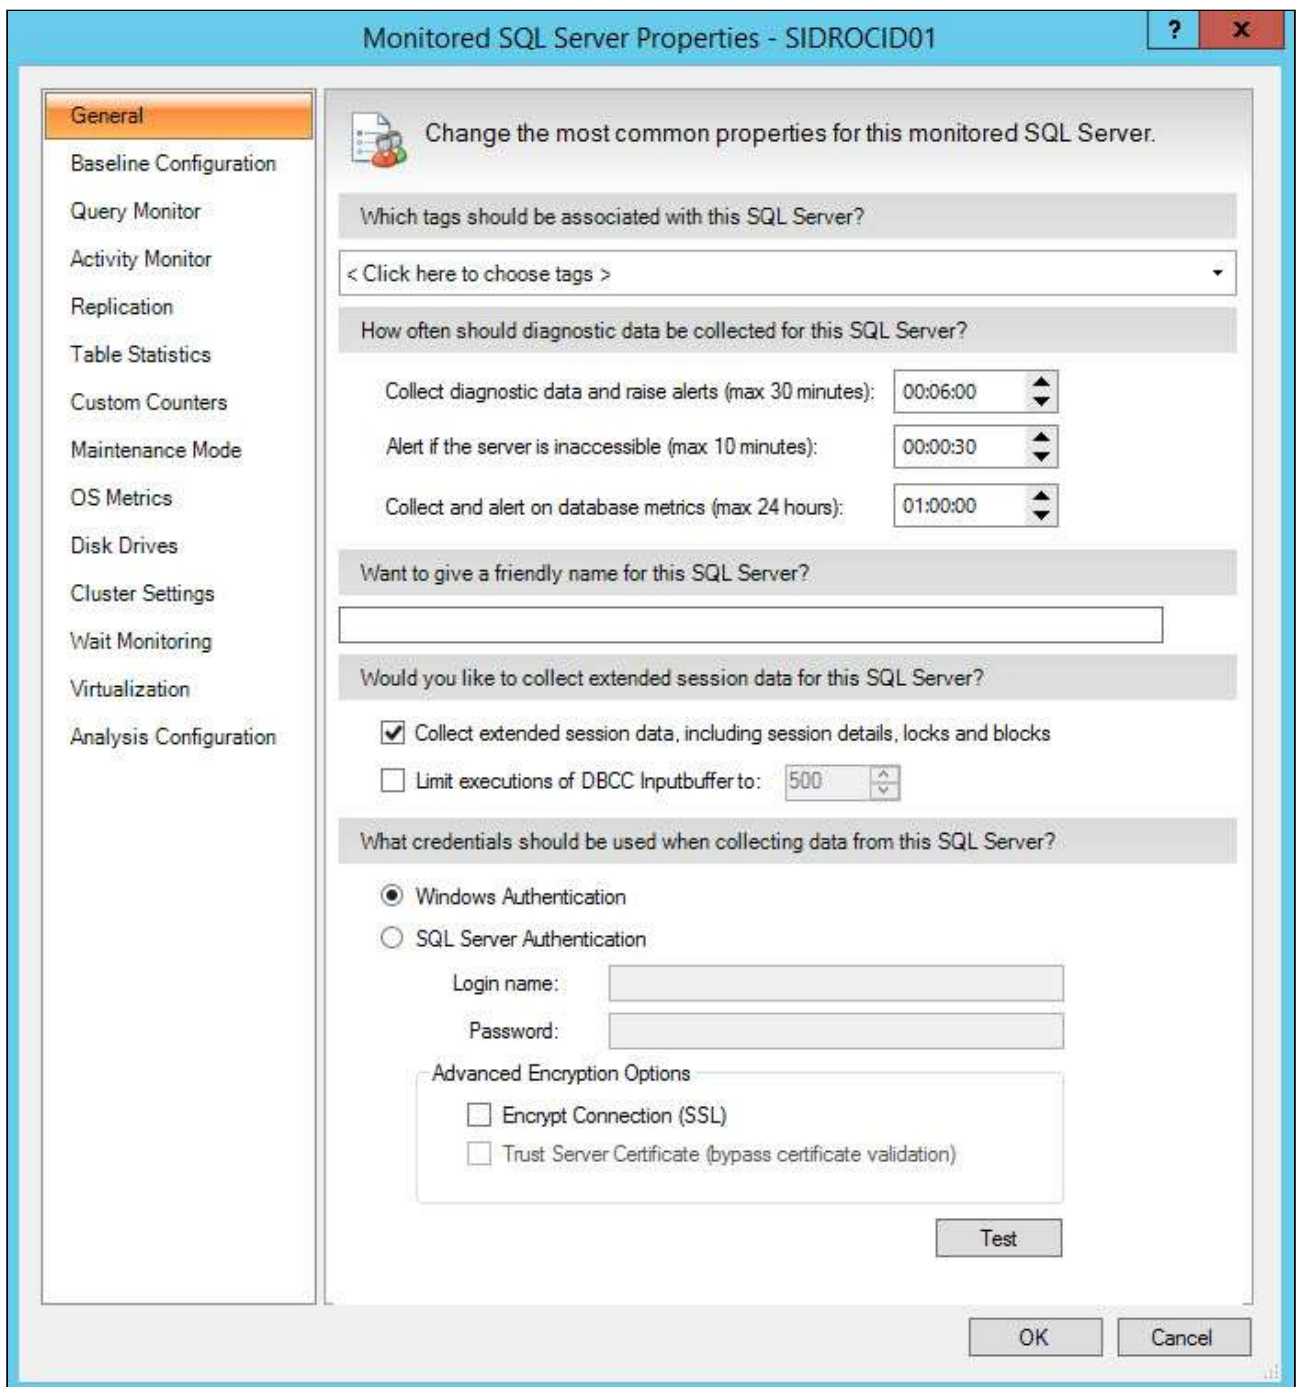 Monitored SQL Server Properties - SIDROCID01
?
x
General
Baseline Configuration
Query Monitor
Activity Monitor
Replication
Table Statistics
Custom Counters
Maintenance Mode
OS Metrics
Disk Drives
Cluster Settings
Wait Monitoring
Virtualization
Analysis Configuration
Change the most common properties for this monitored SQL Server.
Which tags should be associated with this SQL Server?
< Click here to choose tags >
How often should diagnostic data be collected for this SQL Server?
Collect diagnostic data and raise alerts (max 30 minutes): 00:06:00
Alert if the server is inaccessible (max 10 minutes): 00:00:30
Collect and alert on database metrics (max 24 hours): 01:00:00
Want to give a friendly name for this SQL Server?
Would you like to collect extended session data for this SQL Server?
Collect extended session data, including session details, locks and blocks
Limit executions of DBCC Inputbuffer to: 500
What credentials should be used when collecting data from this SQL Server?
Windows Authentication
SQL Server Authentication
Login name:
Password:
Advanced Encryption Options
Encrypt Connection (SSL)
Trust Server Certificate (bypass certificate validation)
Test
OK Cancel